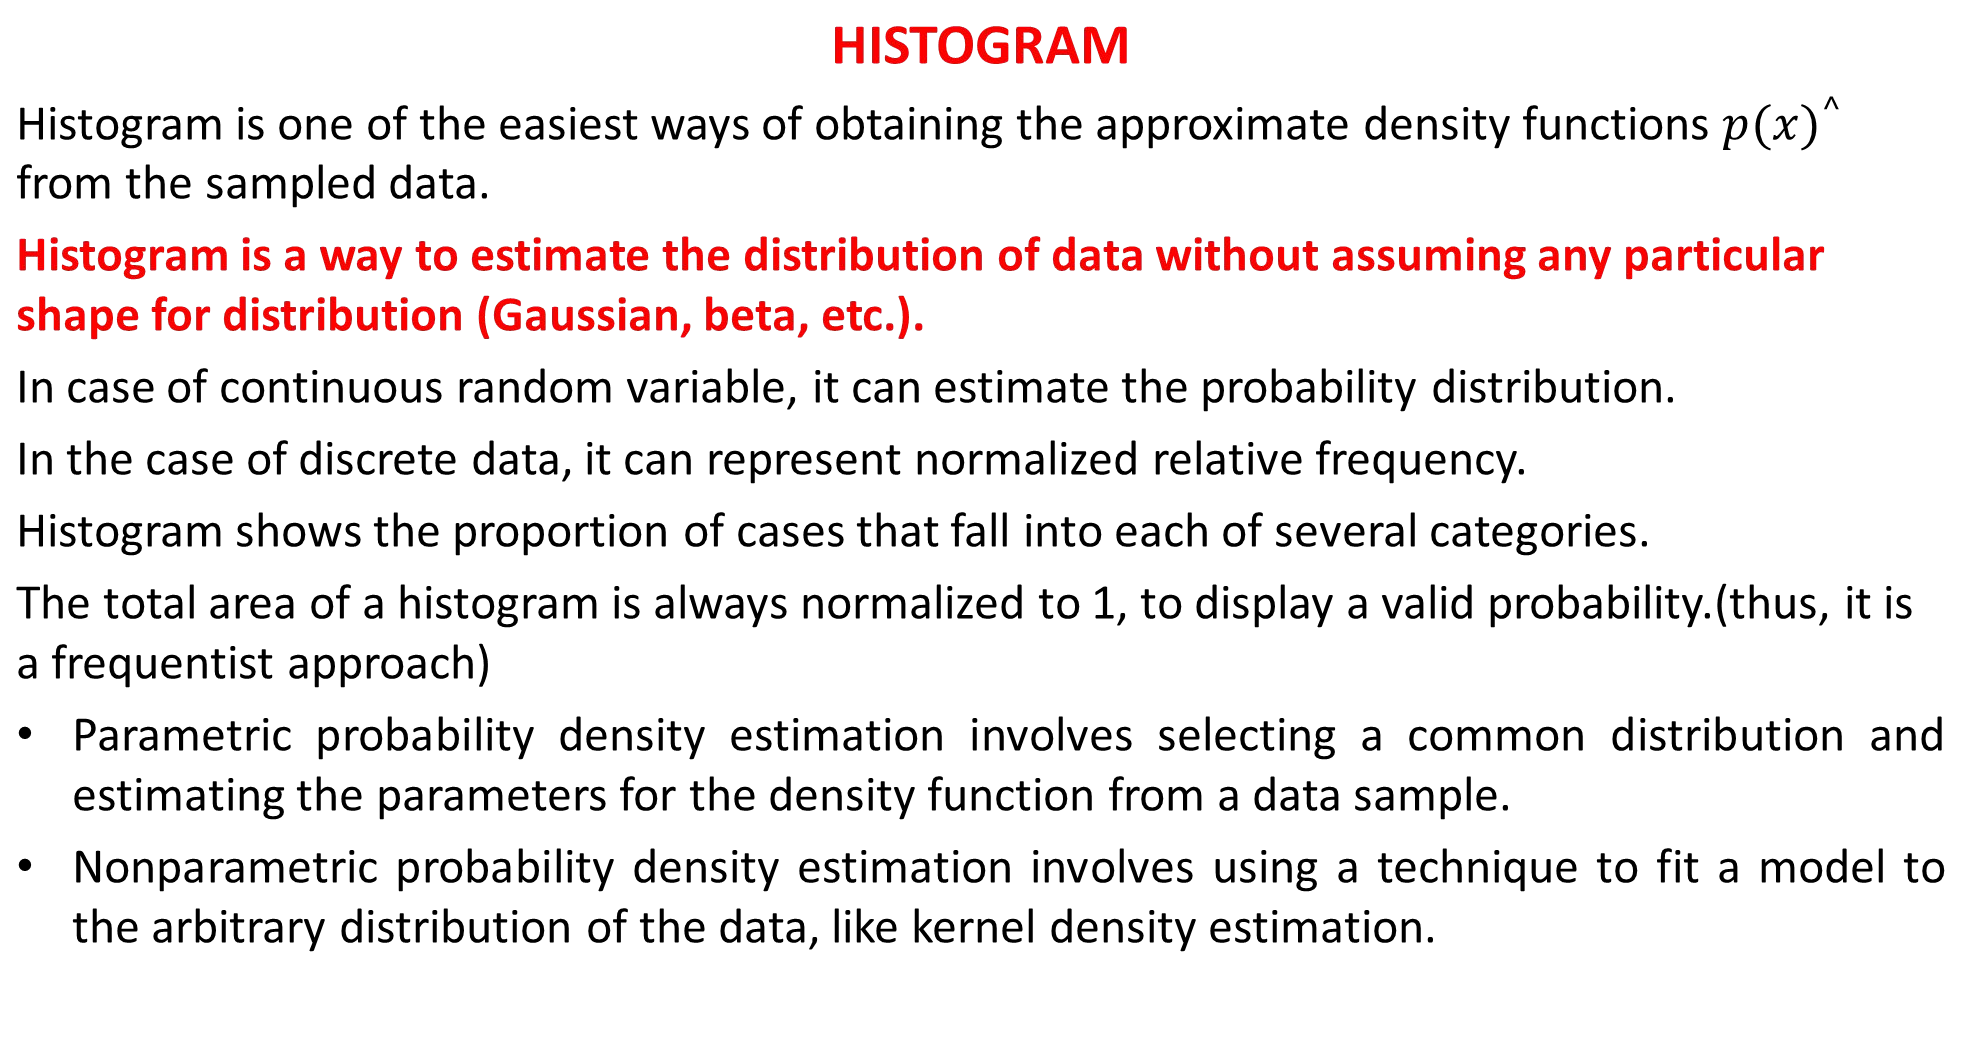 HISTOGRAM
Histogram is one of the easiest ways of obtaining the approximate density functions p(x)^
from the sampled data.
Histogram is a way to estimate the distribution of data without assuming any particular
shape for distribution (Gaussian, beta, etc.).
In case of continuous random variable, it can estimate the probability distribution.
In the case of discrete data, it can represent normalized relative frequency.
Histogram shows the proportion of cases that fall into each of several categories.
The total area of a histogram is always normalized to 1, to display a valid probability.(thus, it is
a frequentist approach)
• Parametric probability density estimation involves selecting a common distribution and
estimating the parameters for the density function from a data sample.
• Nonparametric probability density estimation involves using a technique to fit a model to
the arbitrary distribution of the data, like kernel density estimation.